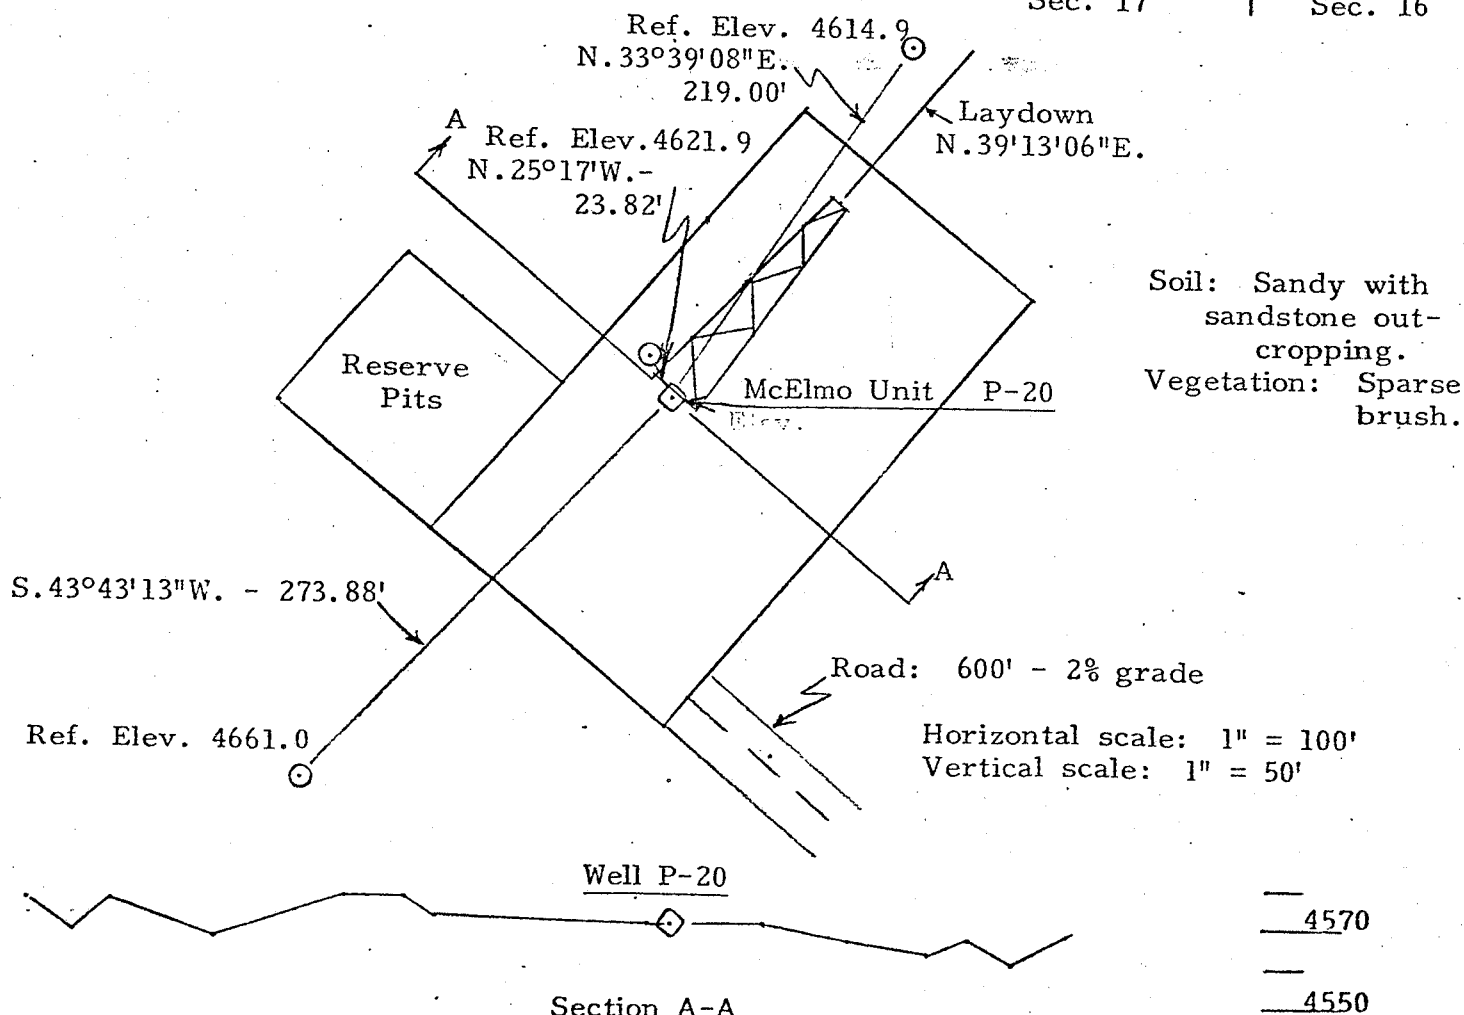 Sec. 17 Sec. 16
Ref. Elev. 4614.9
N.33°39'08"E.
219.00'
Laydown
N.39'13'06"E.
A
Ref. Elev.4621.9
N.25°17'W.-
23.82'
Soil: Sandy with
sandstone out-
cropping.
Vegetation: Sparse
brush.
Reserve
Pits
McElmo Unit P-20
Elev.
A
S.43°43'13"W. - 273.88'
Road: 600' - 2% grade
Ref. Elev. 4661.0
Horizontal scale: 1" = 100'
Vertical scale: 1" = 50'
Well P-20
4570
4550
Section A-A